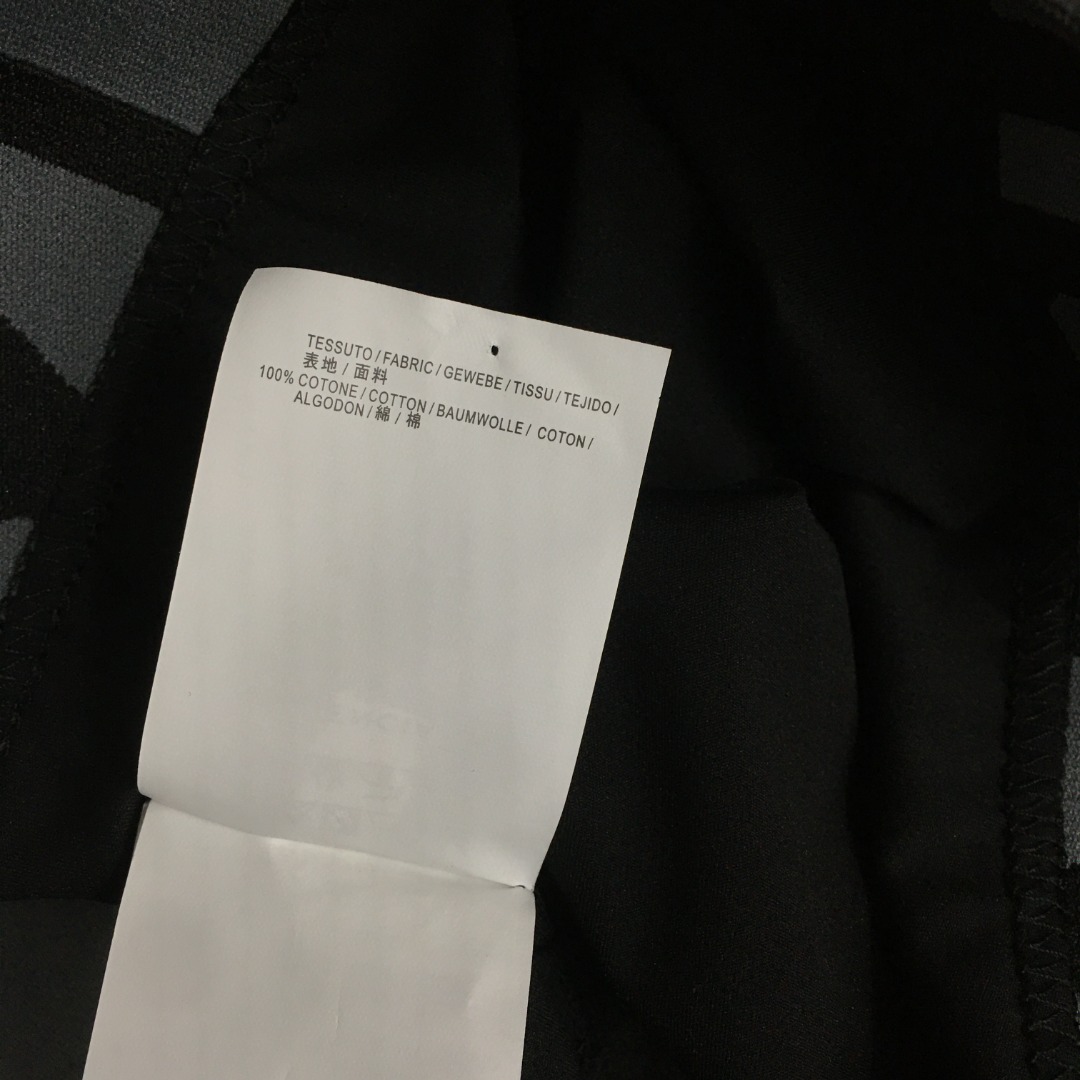 TESSUTO/FABRIC/GEWEBE/TISSU/TEJIDO/
表地/面料
100% COTONE/COTTON/BAUMWOLLE/ COTON/
ALGODON/綿/棉